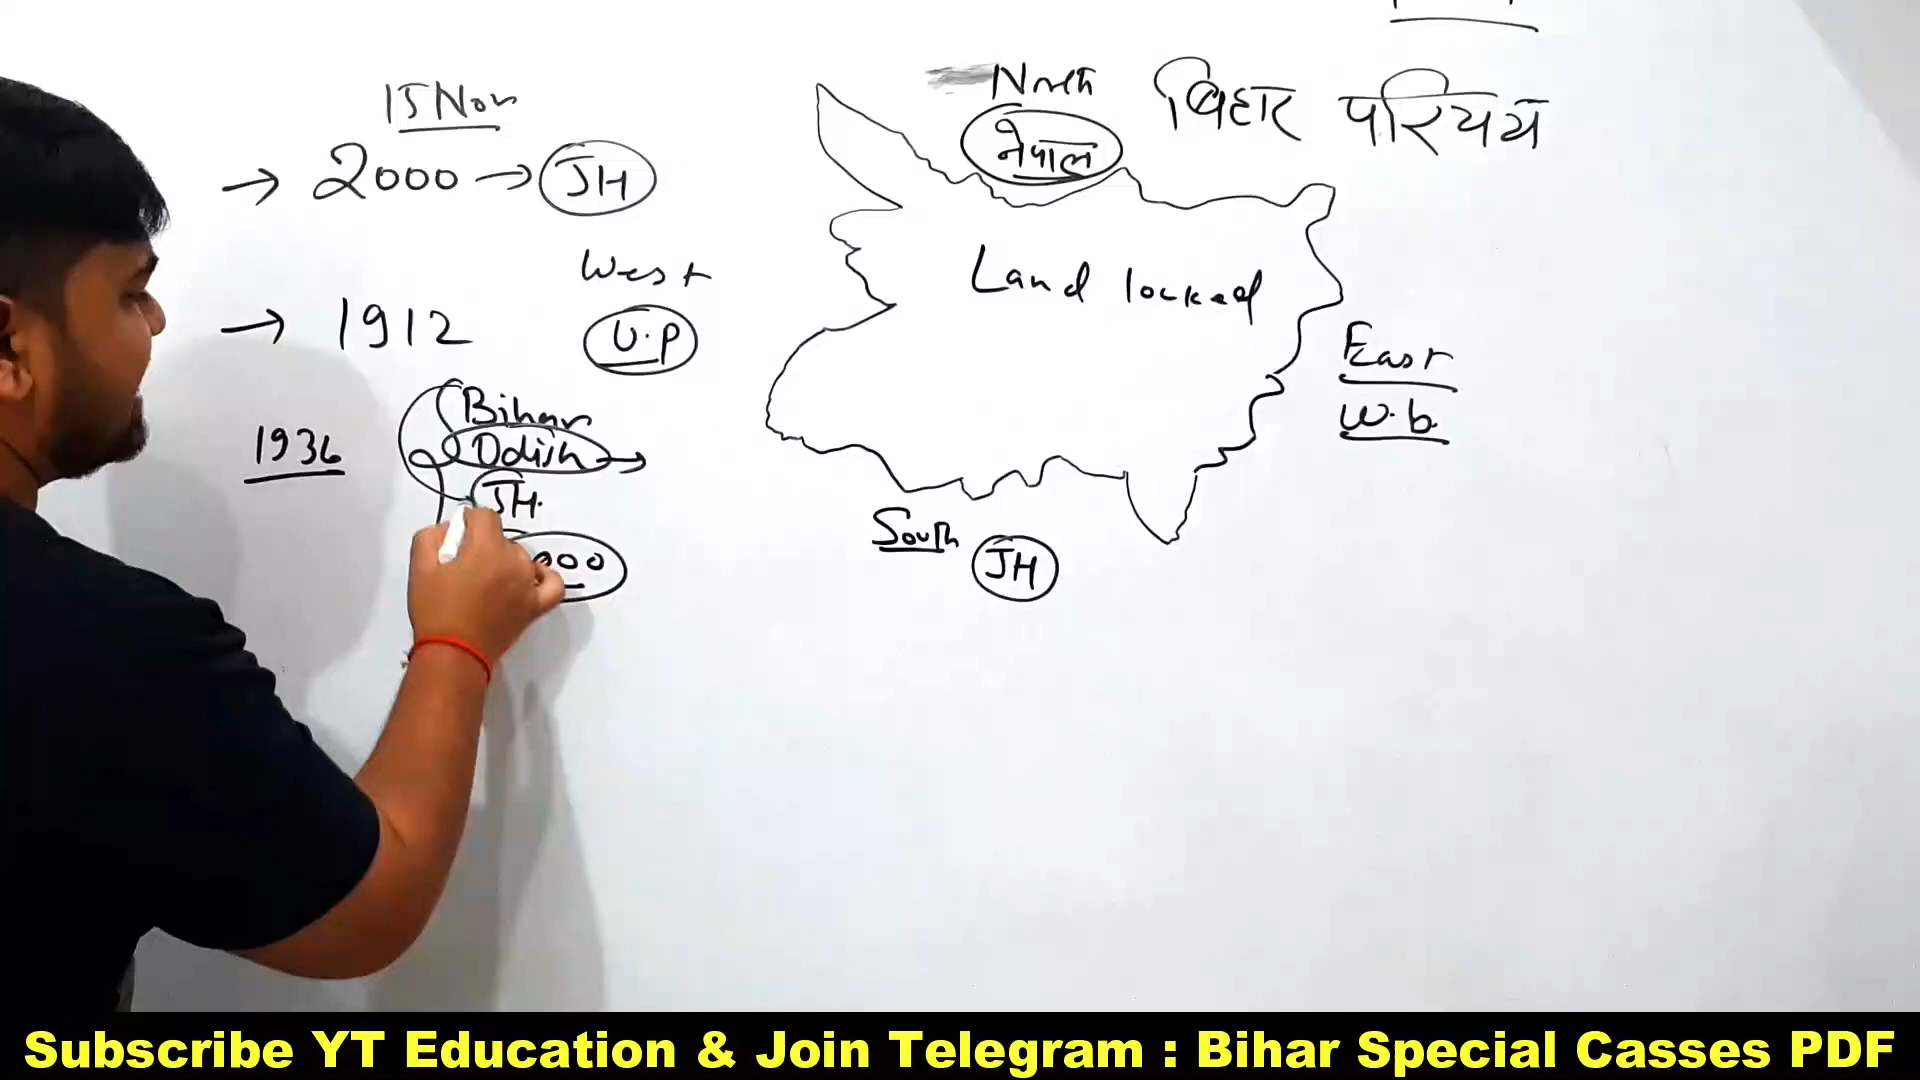 15 Nov
→ 2000 → JH
→ 1912
West
U.P
1936
Bihar
Odish →
JH.
000
North
नेपाल
बिहार परिचय
Land locked
East
W.b.
South
JH
Subscribe YT Education & Join Telegram : Bihar Special Casses PDF